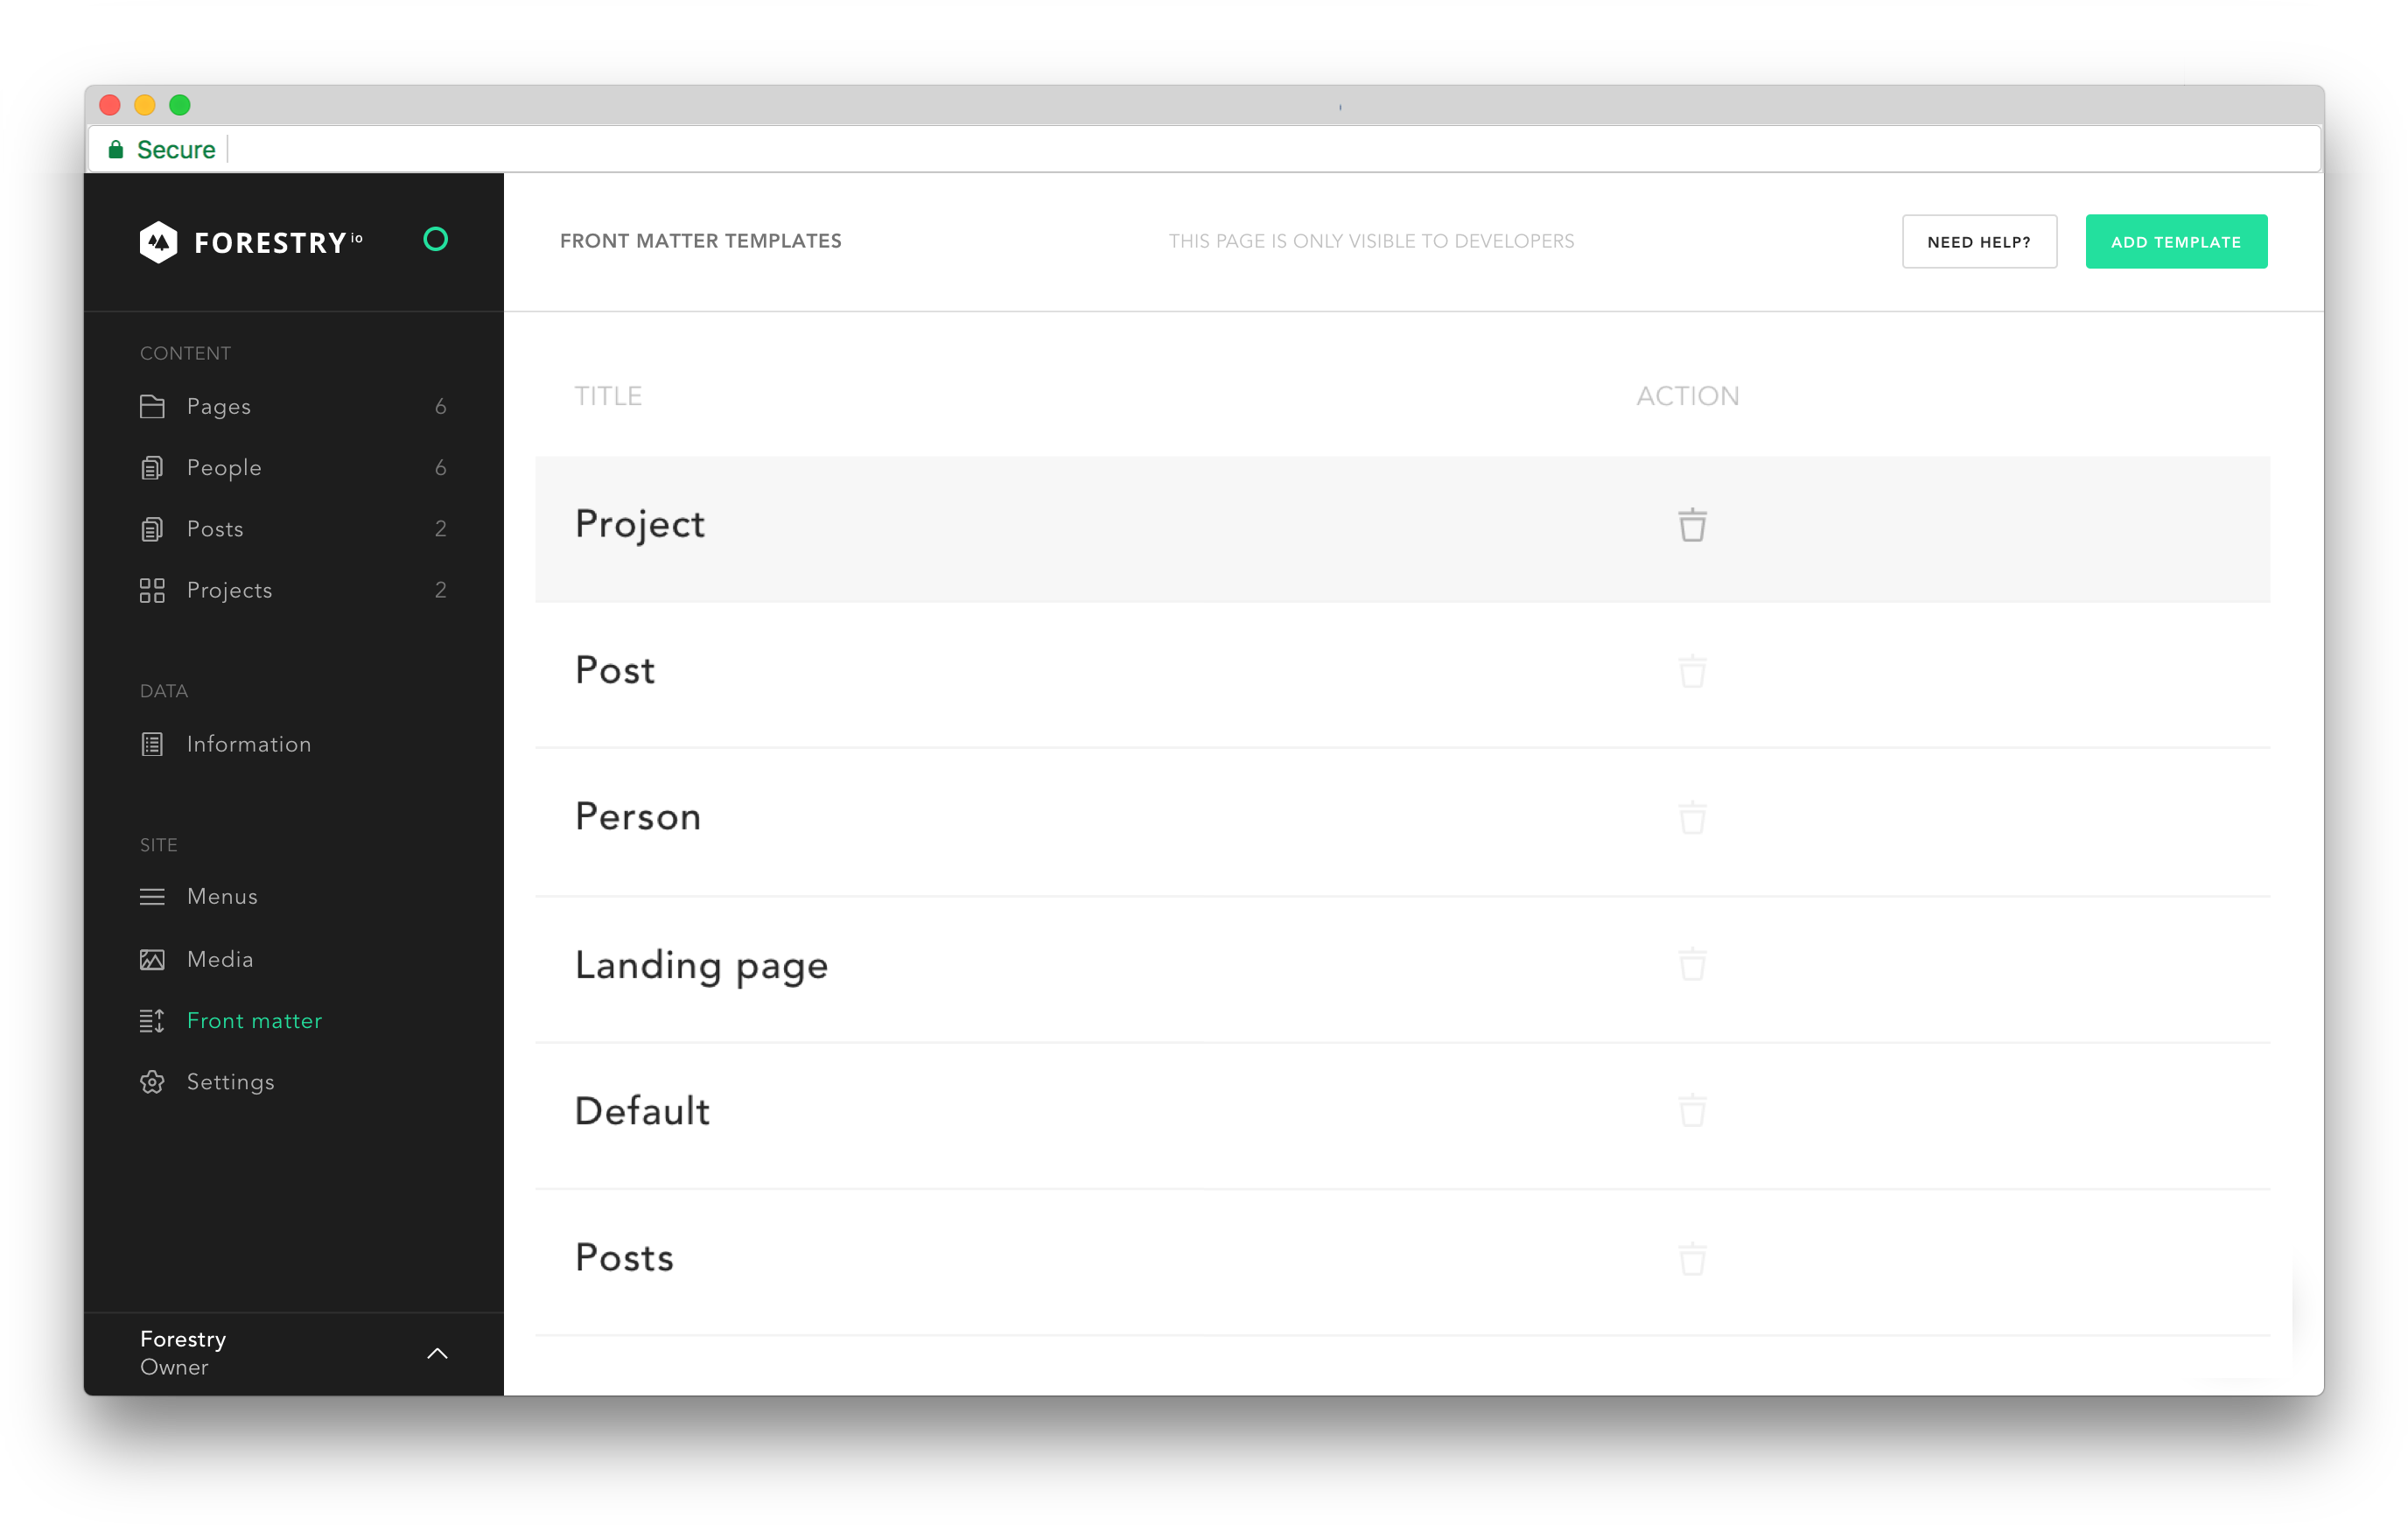 Secure
FORESTRY io
FRONT MATTER TEMPLATES
THIS PAGE IS ONLY VISIBLE TO DEVELOPERS
NEED HELP?
ADD TEMPLATE
CONTENT
Pages 6
People 6
Posts 2
Projects 2
DATA
Information
SITE
Menus
Media
Front matter
Settings
Forestry
Owner
TITLE ACTION
Project
Post
Person
Landing page
Default
Posts